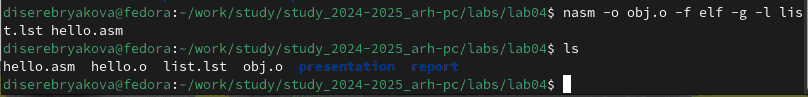 diserebryakova@fedora:~/work/study/study_2024-2025_arh-pc/labs/lab04$ nasm -o obj.o -f elf -g -l lis
t.lst hello.asm
diserebryakova@fedora:~/work/study/study_2024-2025_arh-pc/labs/lab04$ ls
hello.asm  hello.o  list.lst  obj.o  presentation  report
diserebryakova@fedora:~/work/study/study_2024-2025_arh-pc/labs/lab04$